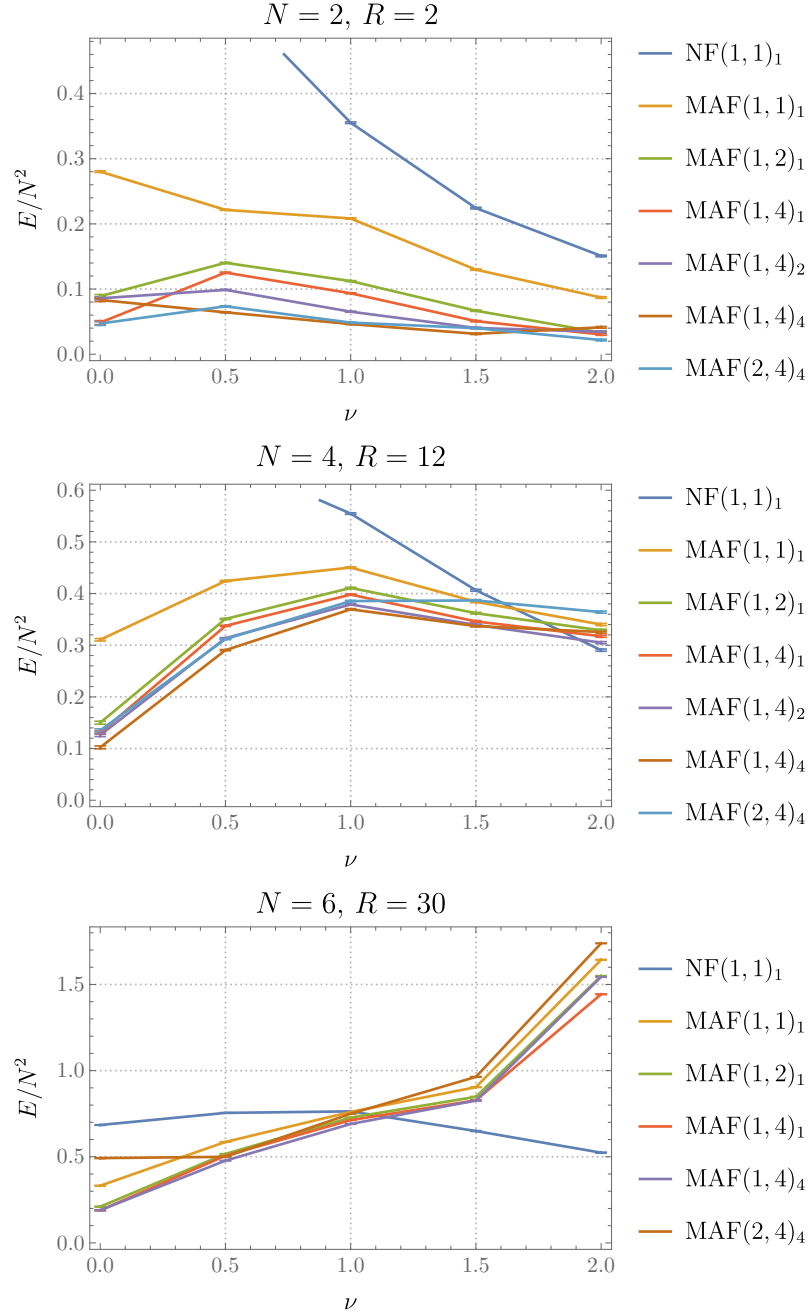 N = 2, R = 2
E/N²
0.4
0.3
0.2
0.1
0.0
0.0 0.5 1.0 1.5 2.0
ν
NF(1, 1)₁
MAF(1, 1)₁
MAF(1, 2)₁
MAF(1, 4)₁
MAF(1, 4)₂
MAF(1, 4)₄
MAF(2, 4)₄
N = 4, R = 12
E/N²
0.6
0.5
0.4
0.3
0.2
0.1
0.0
0.0 0.5 1.0 1.5 2.0
ν
NF(1, 1)₁
MAF(1, 1)₁
MAF(1, 2)₁
MAF(1, 4)₁
MAF(1, 4)₂
MAF(1, 4)₄
MAF(2, 4)₄
N = 6, R = 30
E/N²
1.5
1.0
0.5
0.0
0.0 0.5 1.0 1.5 2.0
ν
NF(1, 1)₁
MAF(1, 1)₁
MAF(1, 2)₁
MAF(1, 4)₁
MAF(1, 4)₄
MAF(2, 4)₄